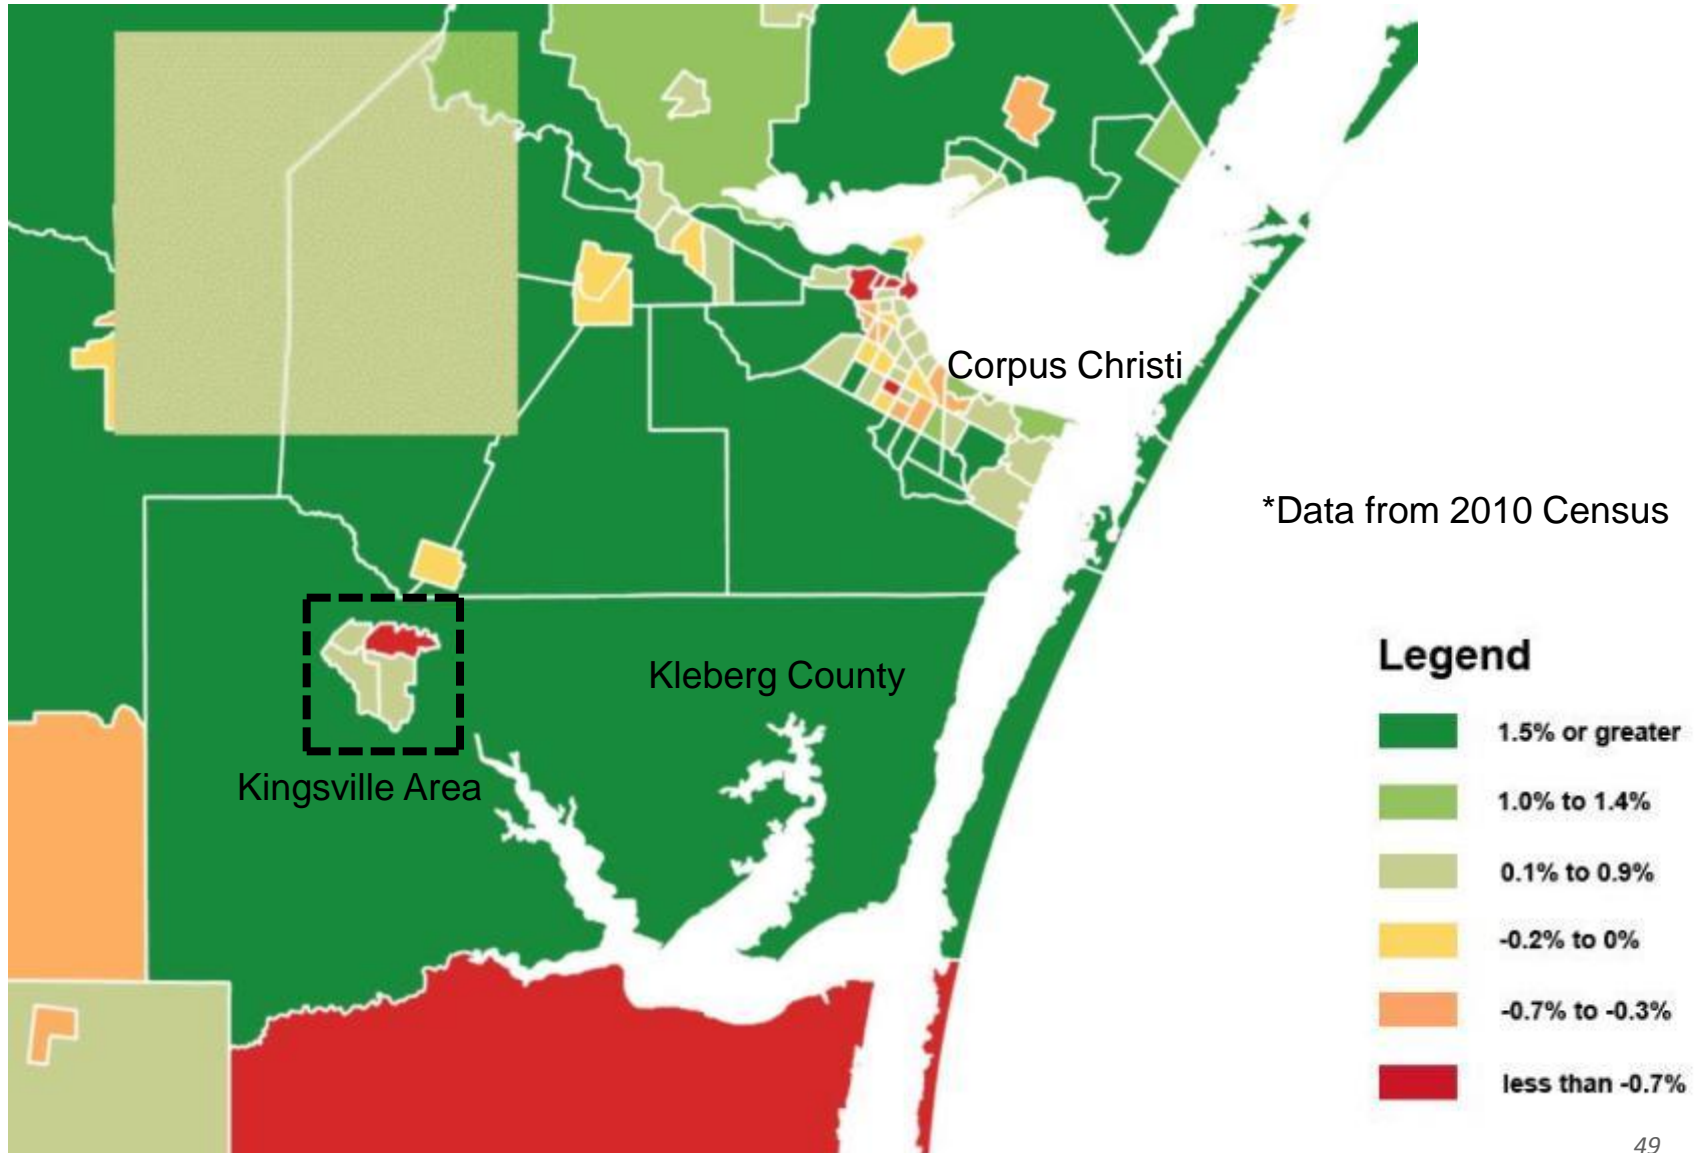 Corpus Christi
*Data from 2010 Census
Kleberg County
Kingsville Area
Legend
1.5% or greater
1.0% to 1.4%
0.1% to 0.9%
-0.2% to 0%
-0.7% to -0.3%
less than -0.7%
49